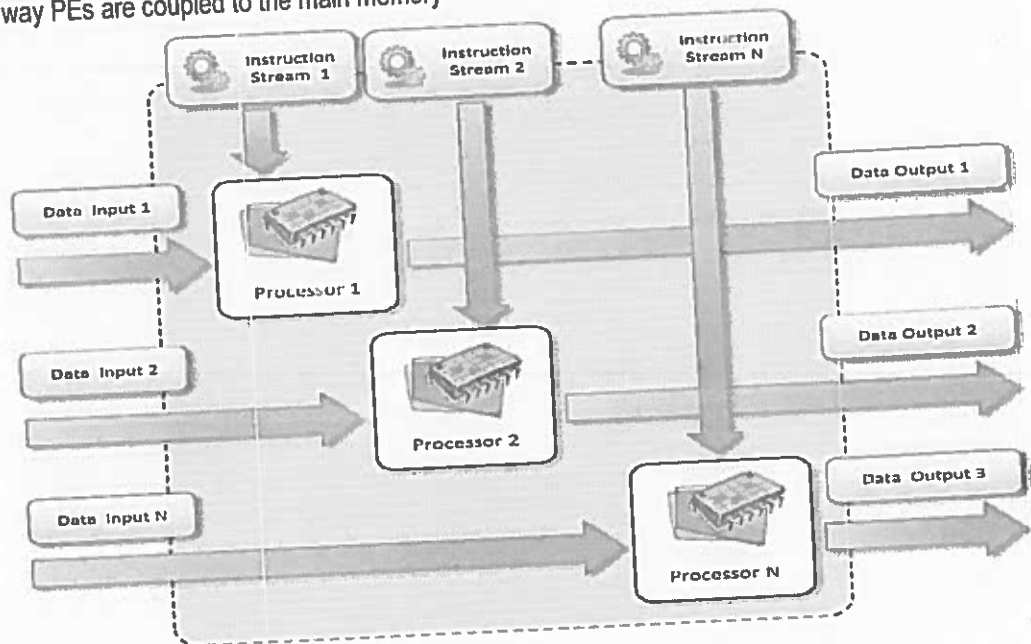 way PEs are coupled to the main memory
Instruction
Stream 1
Instruction
Stream 2
Instruction
Stream N
Data Input 1
Data Output 1
Processor 1
Data Input 2
Data Output 2
Processor 2
Data Input N
Data Output 3
Processor N